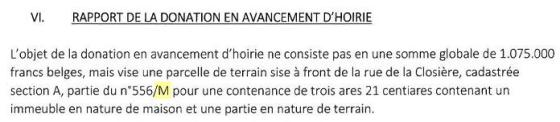 VI. RAPPORT DE LA DONATION EN AVANCEMENT D'HOIRIE
L'objet de la donation en avancement d'hoirie ne consiste pas en une somme globale de 1.075.000
francs belges, mais vise une parcelle de terrain sise à front de la rue de la Closière, cadastrée
section A, partie du n°556/M pour une contenance de trois ares 21 centiares contenant un
immeuble en nature de maison et une partie en nature de terrain.